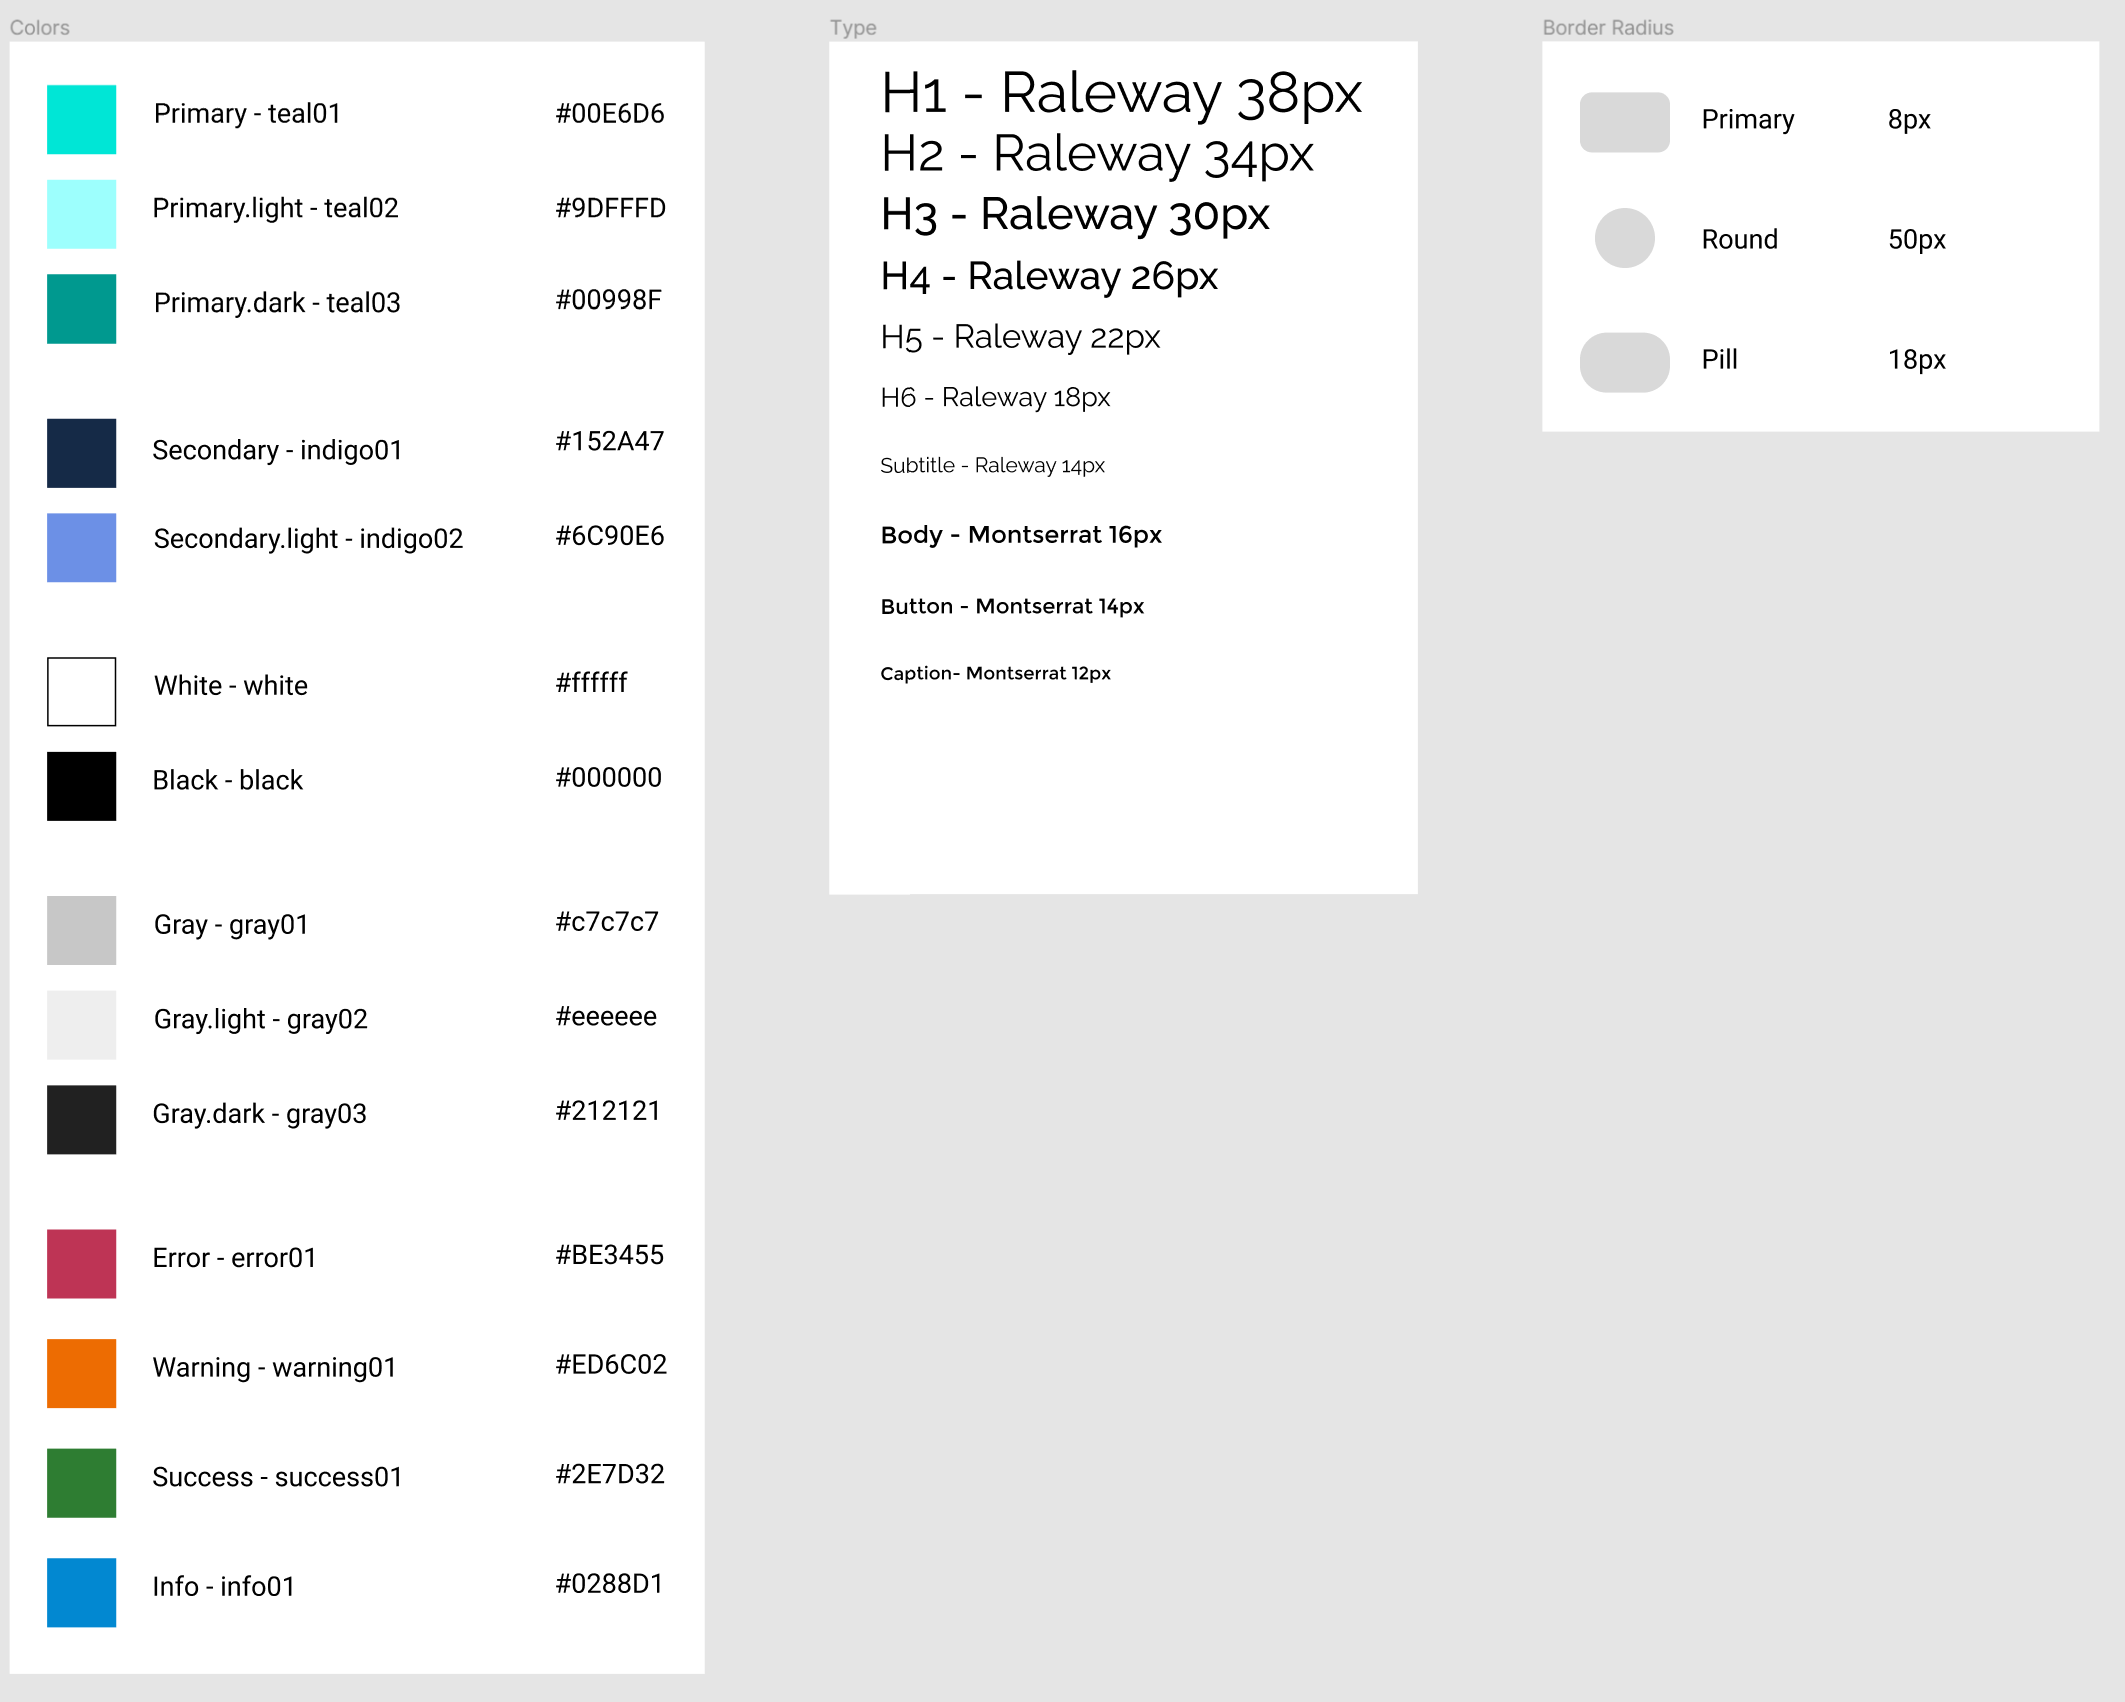 Colors
Primary - teal01 #00E6D6
Primary.light - teal02 #9DFFFD
Primary.dark - teal03 #00998F
Secondary - indigo01 #152A47
Secondary.light - indigo02 #6C90E6
White - white #ffffff
Black - black #000000
Gray - gray01 #c7c7c7
Gray.light - gray02 #eeeeee
Gray.dark - gray03 #212121
Error - error01 #BE3455
Warning - warning01 #ED6C02
Success - success01 #2E7D32
Info - info01 #0288D1
Type
H1 - Raleway 38px
H2 - Raleway 34px
H3 - Raleway 30px
H4 - Raleway 26px
H5 - Raleway 22px
H6 - Raleway 18px
Subtitle - Raleway 14px
Body - Montserrat 16px
Button - Montserrat 14px
Caption- Montserrat 12px
Border Radius
Primary 8px
Round 50px
Pill 18px